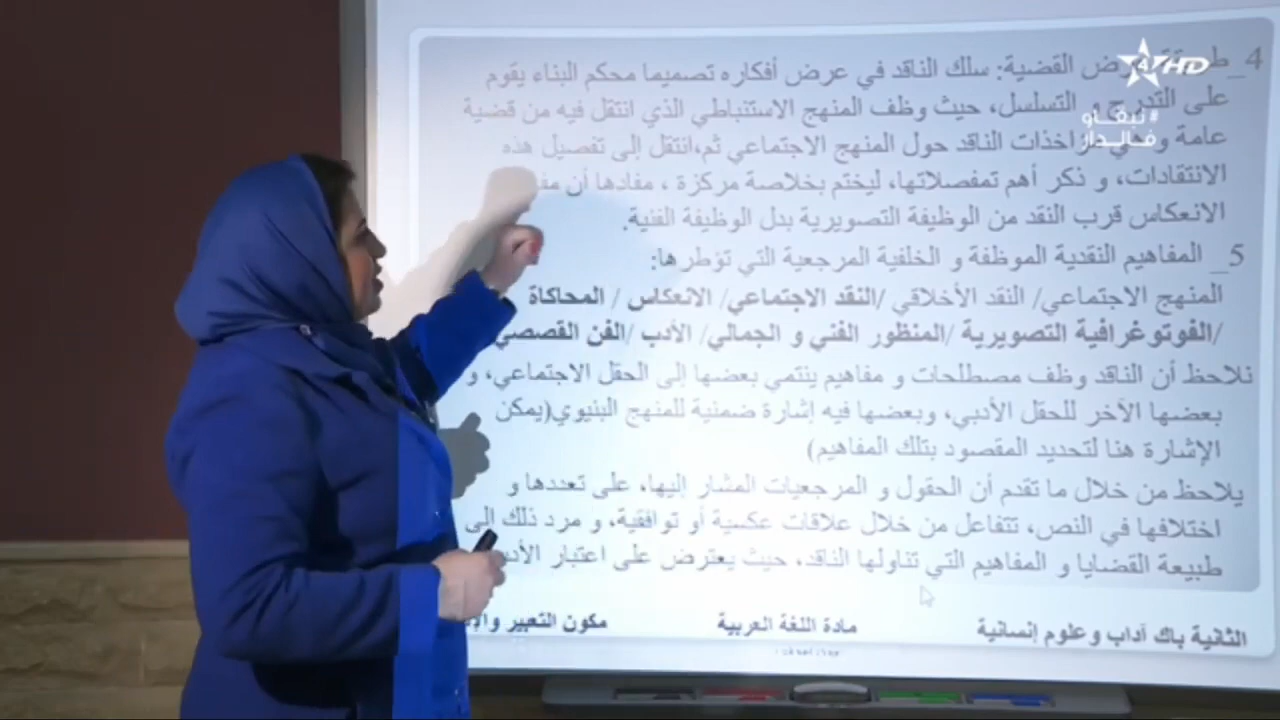 4_ طريقة عرض القضية: سلك الناقد في عرض أفكاره تصميما محكم البناء يقوم
على التدرج و التسلسل، حيث وظف المنهج الاستنباطي الذي انتقل فيه من قضية
عامة وهي مؤاخذات الناقد حول المنهج الاجتماعي ثم،انتقل إلى تفصيل هذه
الانتقادات، و ذكر أهم تمفصلاتها، ليختم بخلاصة مركزة ، مفادها أن
الانعكاس قرب النقد من الوظيفة التصويرية بدل الوظيفة الفنية.
5_ المفاهيم النقدية الموظفة و الخلفية المرجعية التي تؤطرها:
المنهج الاجتماعي/ النقد الأخلاقي /النقد الاجتماعي/ الانعكاس / المحاكاة
/الفوتوغرافية التصويرية /المنظور الفني و الجمالي/ الأدب /الفن القصصي
نلاحظ أن الناقد وظف مصطلحات و مفاهيم ينتمي بعضها إلى الحقل الاجتماعي، و
بعضها الآخر للحقل الأدبي، وبعضها فيه إشارة ضمنية للمنهج البنيوي(يمكن
الإشارة هنا لتحديد المقصود بتلك المفاهيم)
يلاحظ من خلال ما تقدم أن الحقول و المرجعيات المشار إليها، على تعددها و
اختلافها في النص، تتفاعل من خلال علاقات عكسية أو توافقية، و مرد ذلك إلى
طبيعة القضايا و المفاهيم التي تناولها الناقد، حيث يعترض على اعتبار
الثانية باك آداب وعلوم إنسانية مادة اللغة العربية مكون التعبير
4 HD
#نبقاو
فالدار